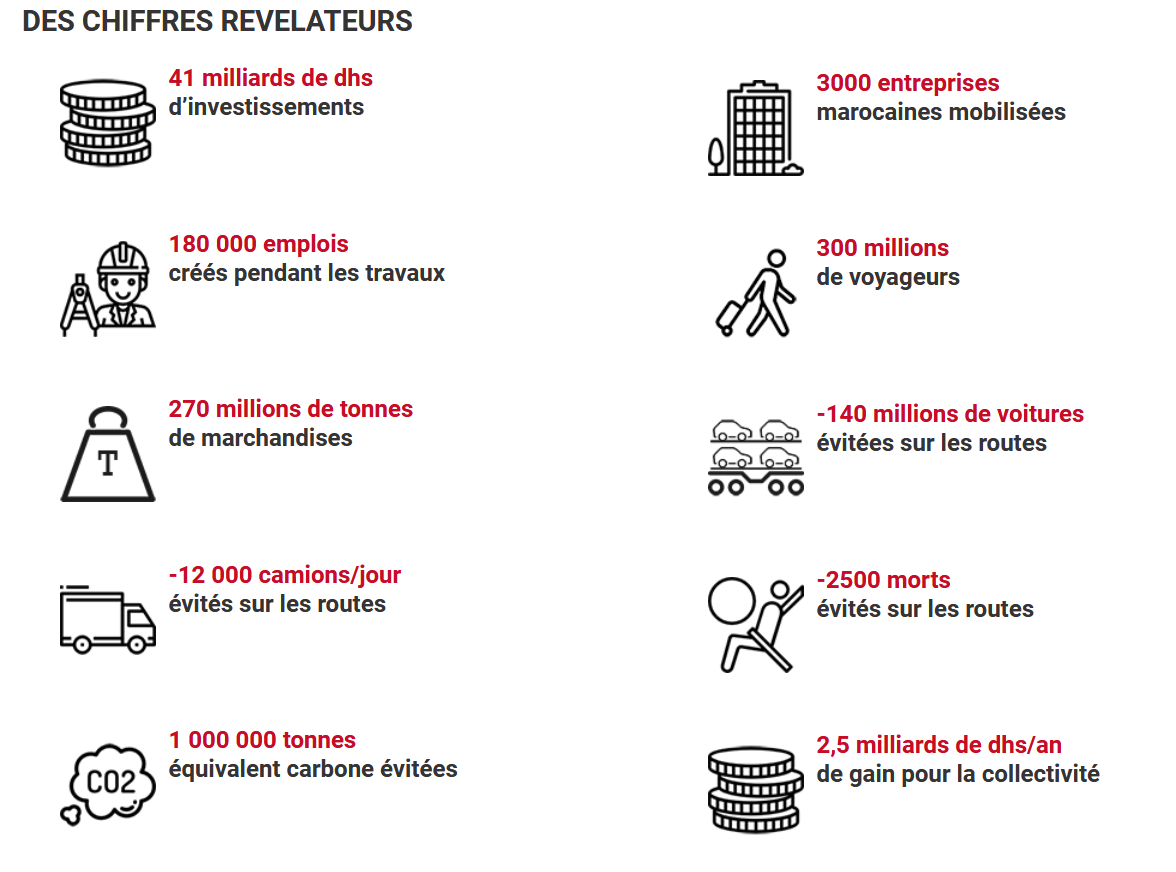 DES CHIFFRES REVELATEURS
41 milliards de dhs
d’investissements
3000 entreprises
marocaines mobilisées
180 000 emplois
créés pendant les travaux
300 millions
de voyageurs
270 millions de tonnes
de marchandises
T
-140 millions de voitures
évitées sur les routes
-12 000 camions/jour
évités sur les routes
-2500 morts
évités sur les routes
1 000 000 tonnes
équivalent carbone évitées
CO2
2,5 milliards de dhs/an
de gain pour la collectivité